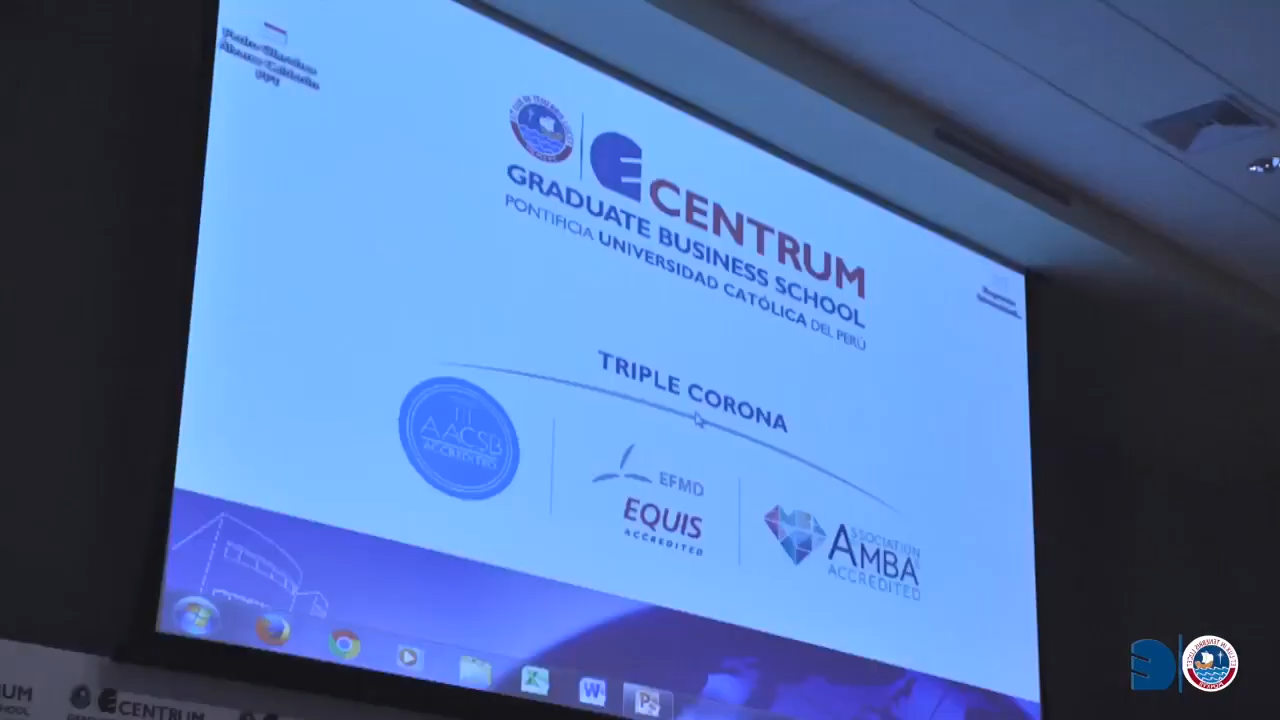 CENTRUM
GRADUATE BUSINESS SCHOOL
PONTIFICIA UNIVERSIDAD CATÓLICA DEL PERÚ
TRIPLE CORONA
AACSB
ACCREDITED
EFMD
EQUIS
ACCREDITED
ASSOCIATION
AMBA
ACCREDITED
W
Ps
CENTRUM